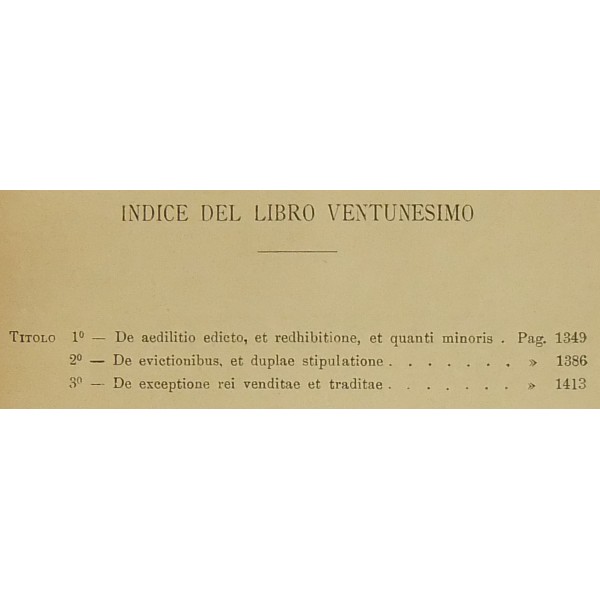 INDICE DEL LIBRO VENTUNESIMO
TITOLO 1º — De aedilitio edicto, et redhibitione, et quanti minoris . Pag. 1349
2º — De evictionibus, et duplae stipulatione . . . . . . . » 1386
3º — De exceptione rei venditae et traditae . . . . . . . » 1413